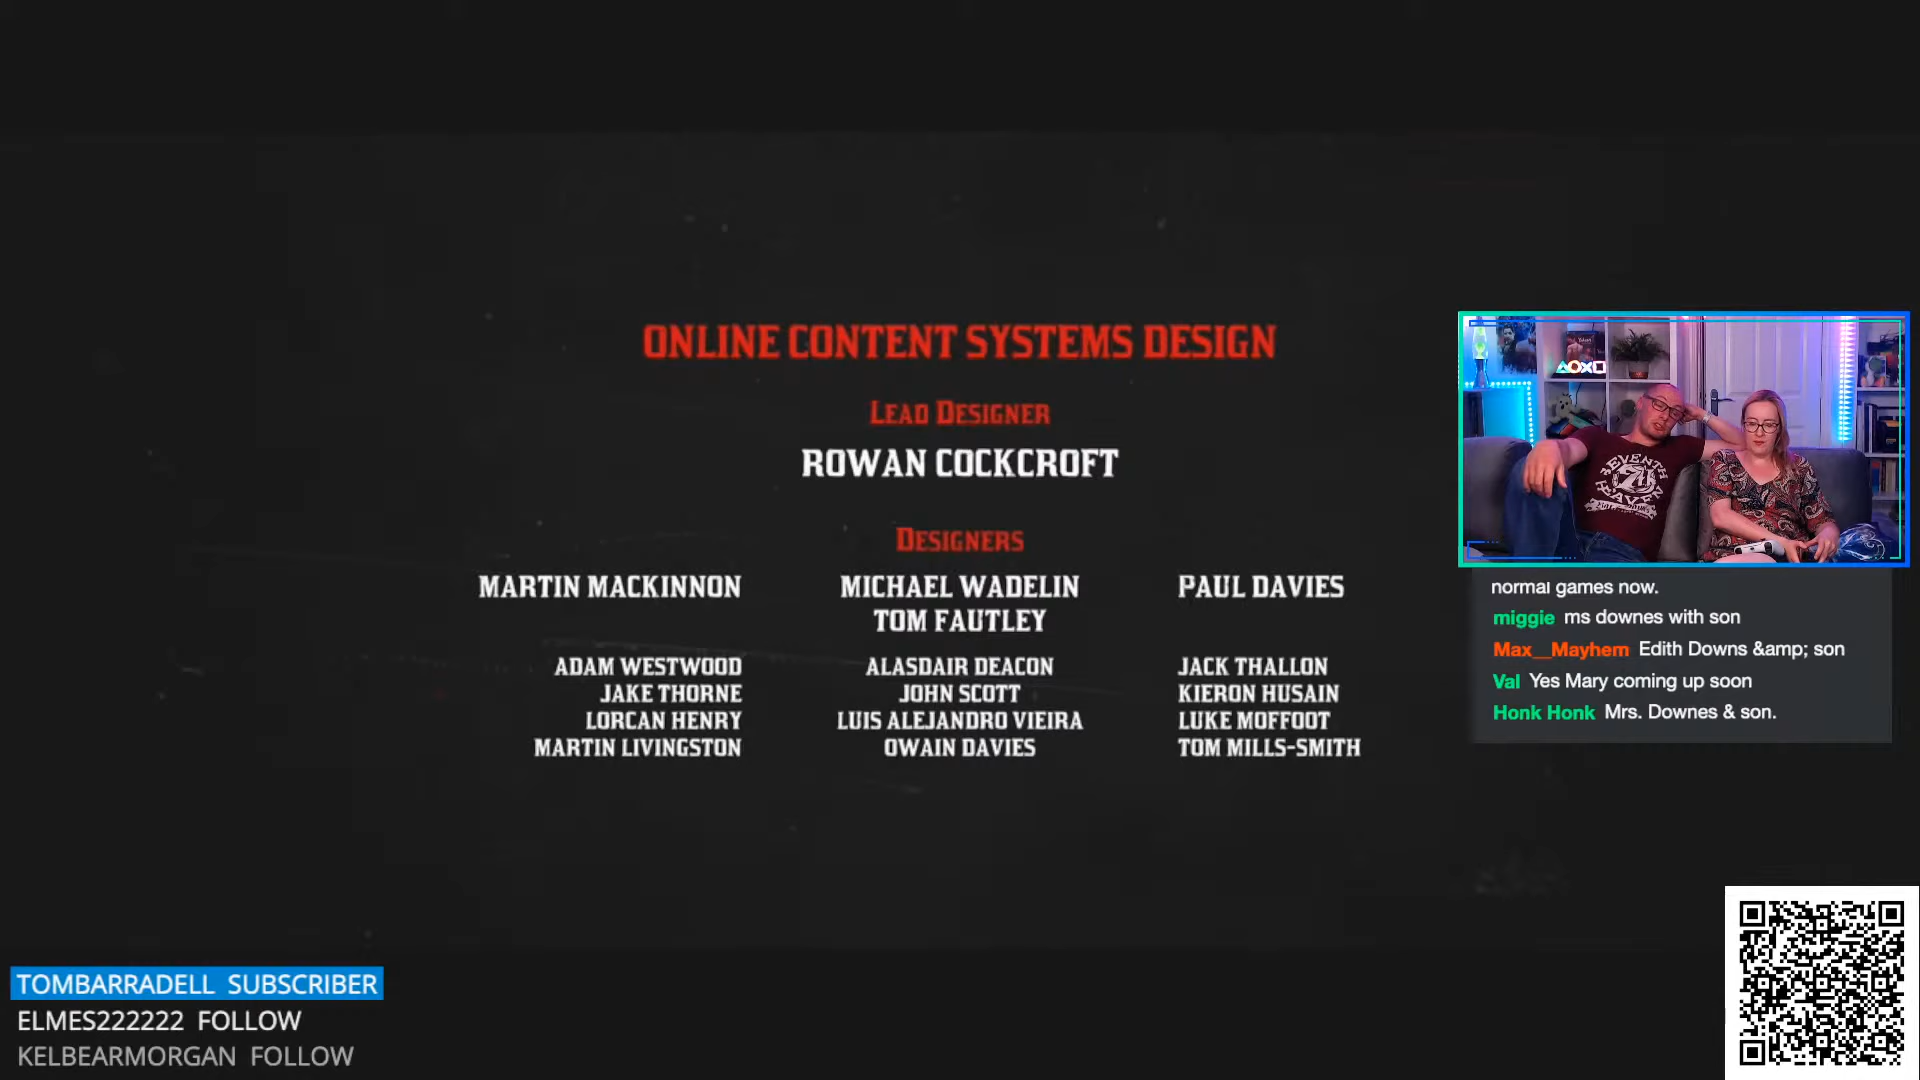 ONLINE CONTENT SYSTEMS DESIGN
LEAD DESIGNER
ROWAN COCKCROFT
DESIGNERS
MARTIN MACKINNON MICHAEL WADELIN PAUL DAVIES
TOM FAUTLEY
ADAM WESTWOOD ALASDAIR DEACON JACK THALLON
JAKE THORNE JOHN SCOTT KIERON HUSAIN
LORCAN HENRY LUIS ALEJANDRO VIEIRA LUKE MOFFOOT
MARTIN LIVINGSTON OWAIN DAVIES TOM MILLS-SMITH
SEVENTH
7
HEAVEN
normal games now.
miggie ms downes with son
Max__Mayhem Edith Downs &amp; son
Val Yes Mary coming up soon
Honk Honk Mrs. Downes & son.
TOMBARRADELL SUBSCRIBER
ELMES222222 FOLLOW
KELBEARMORGAN FOLLOW